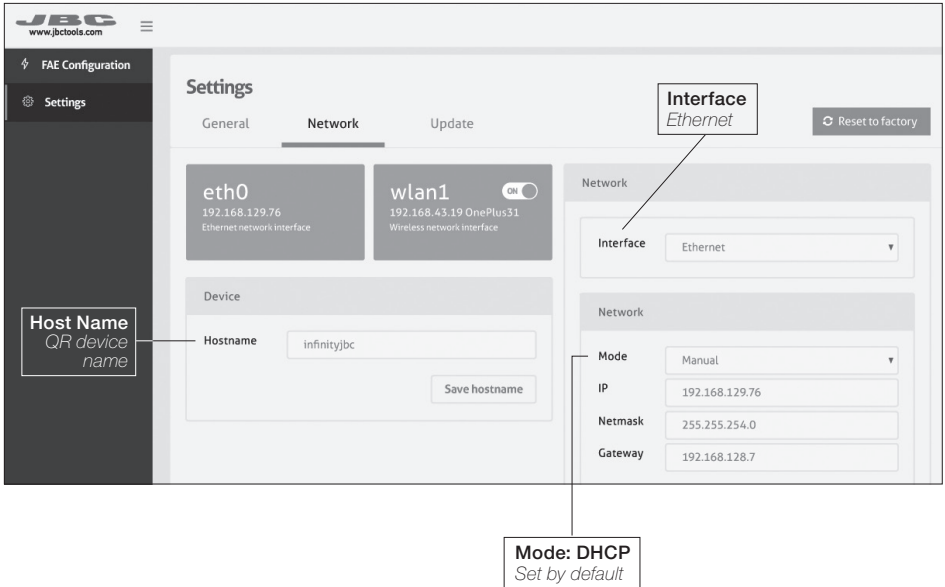 JBC
www.jbctools.com
FAE Configuration
Settings
Settings
General Network Update
Reset to factory
Interface
Ethernet
eth0
192.168.129.76
Ethernet network interface
wlan1
ON
192.168.43.19 OnePlus31
Wireless network interface
Device
Hostname infinityjbc
Save hostname
Host Name
QR device
name
Network
Interface Ethernet
Network
Mode Manual
IP 192.168.129.76
Netmask 255.255.254.0
Gateway 192.168.128.7
Mode: DHCP
Set by default